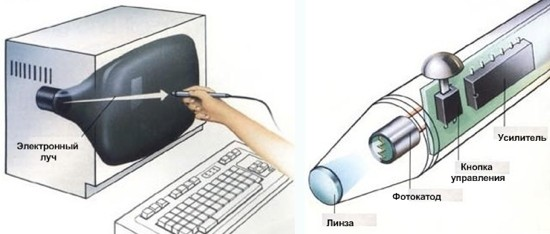 Электронный
луч
Усилитель
Кнопка
управления
Фотокатод
Линза